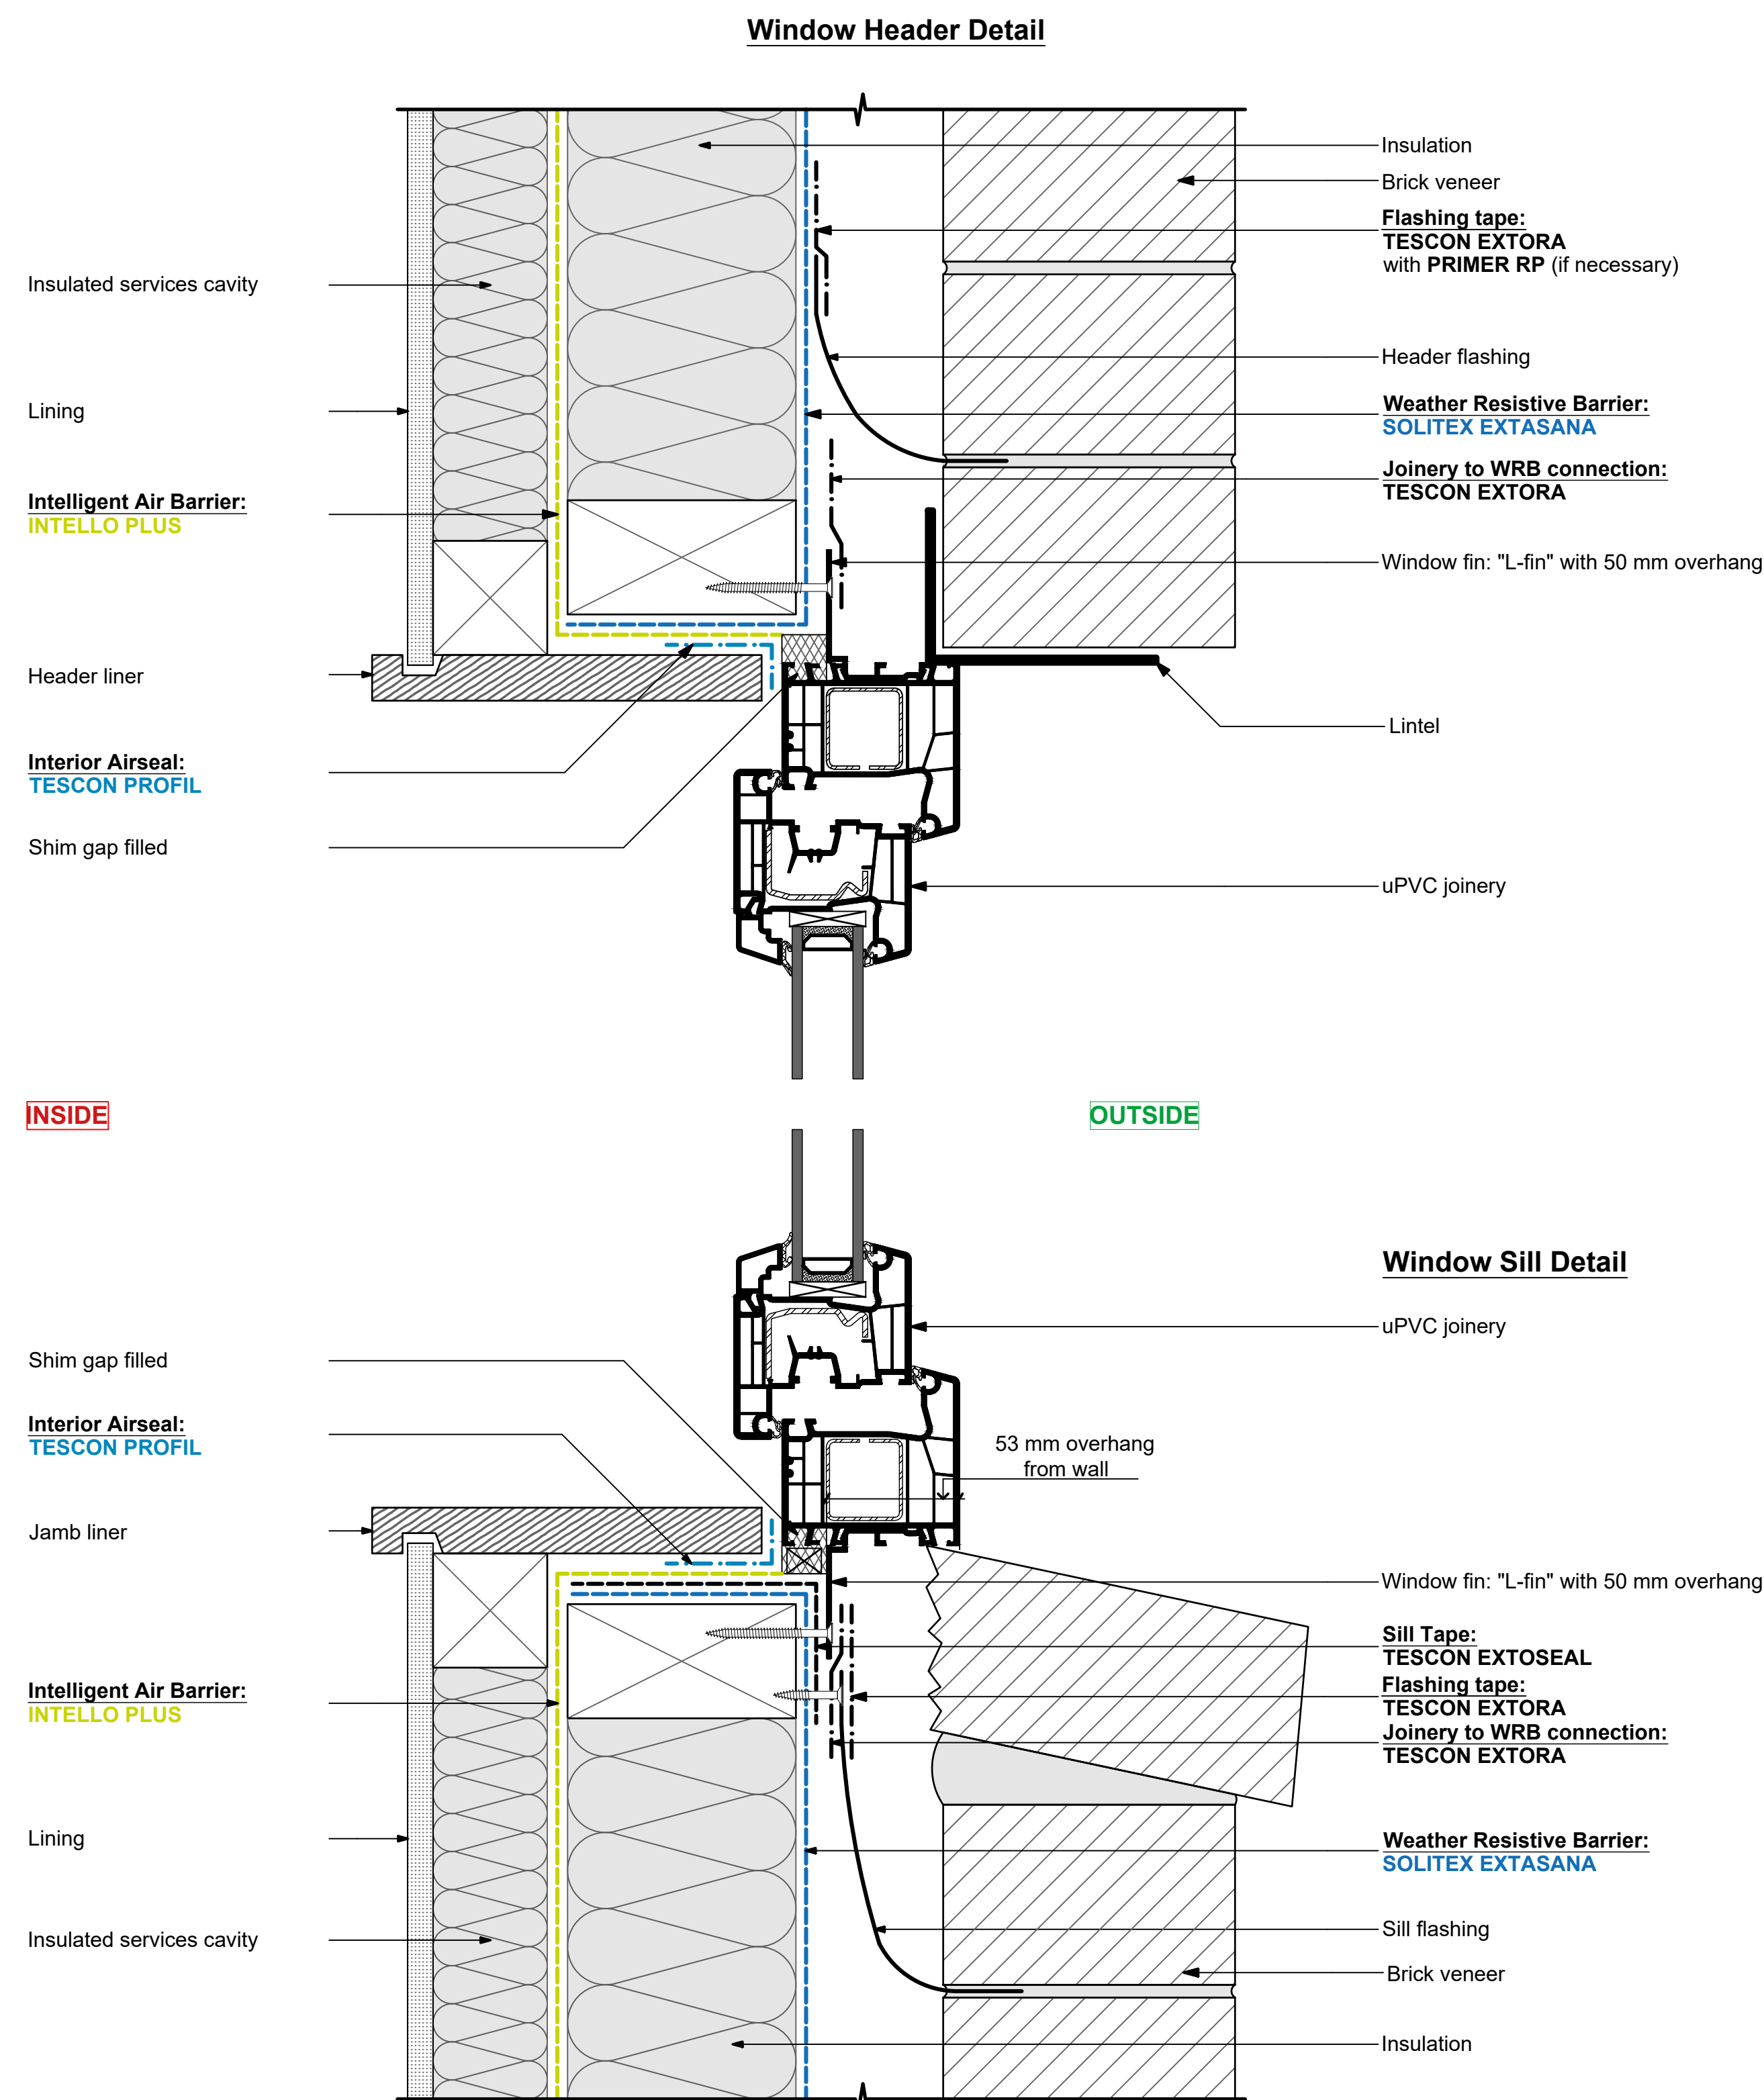 Window Header Detail
Insulation
Brick veneer
Flashing tape:
TESCON EXTORA
with PRIMER RP (if necessary)
Insulated services cavity
Header flashing
Lining
Weather Resistive Barrier:
SOLITEX EXTASANA
Joinery to WRB connection:
TESCON EXTORA
Intelligent Air Barrier:
INTELLO PLUS
Window fin: "L-fin" with 50 mm overhang
Header liner
Lintel
Interior Airseal:
TESCON PROFIL
Shim gap filled
uPVC joinery
INSIDE
OUTSIDE
Window Sill Detail
uPVC joinery
Shim gap filled
Interior Airseal:
TESCON PROFIL
53 mm overhang
from wall
Jamb liner
Window fin: "L-fin" with 50 mm overhang
Sill Tape:
TESCON EXTOSEAL
Flashing tape:
TESCON EXTORA
Joinery to WRB connection:
TESCON EXTORA
Intelligent Air Barrier:
INTELLO PLUS
Lining
Weather Resistive Barrier:
SOLITEX EXTASANA
Insulated services cavity
Sill flashing
Brick veneer
Insulation